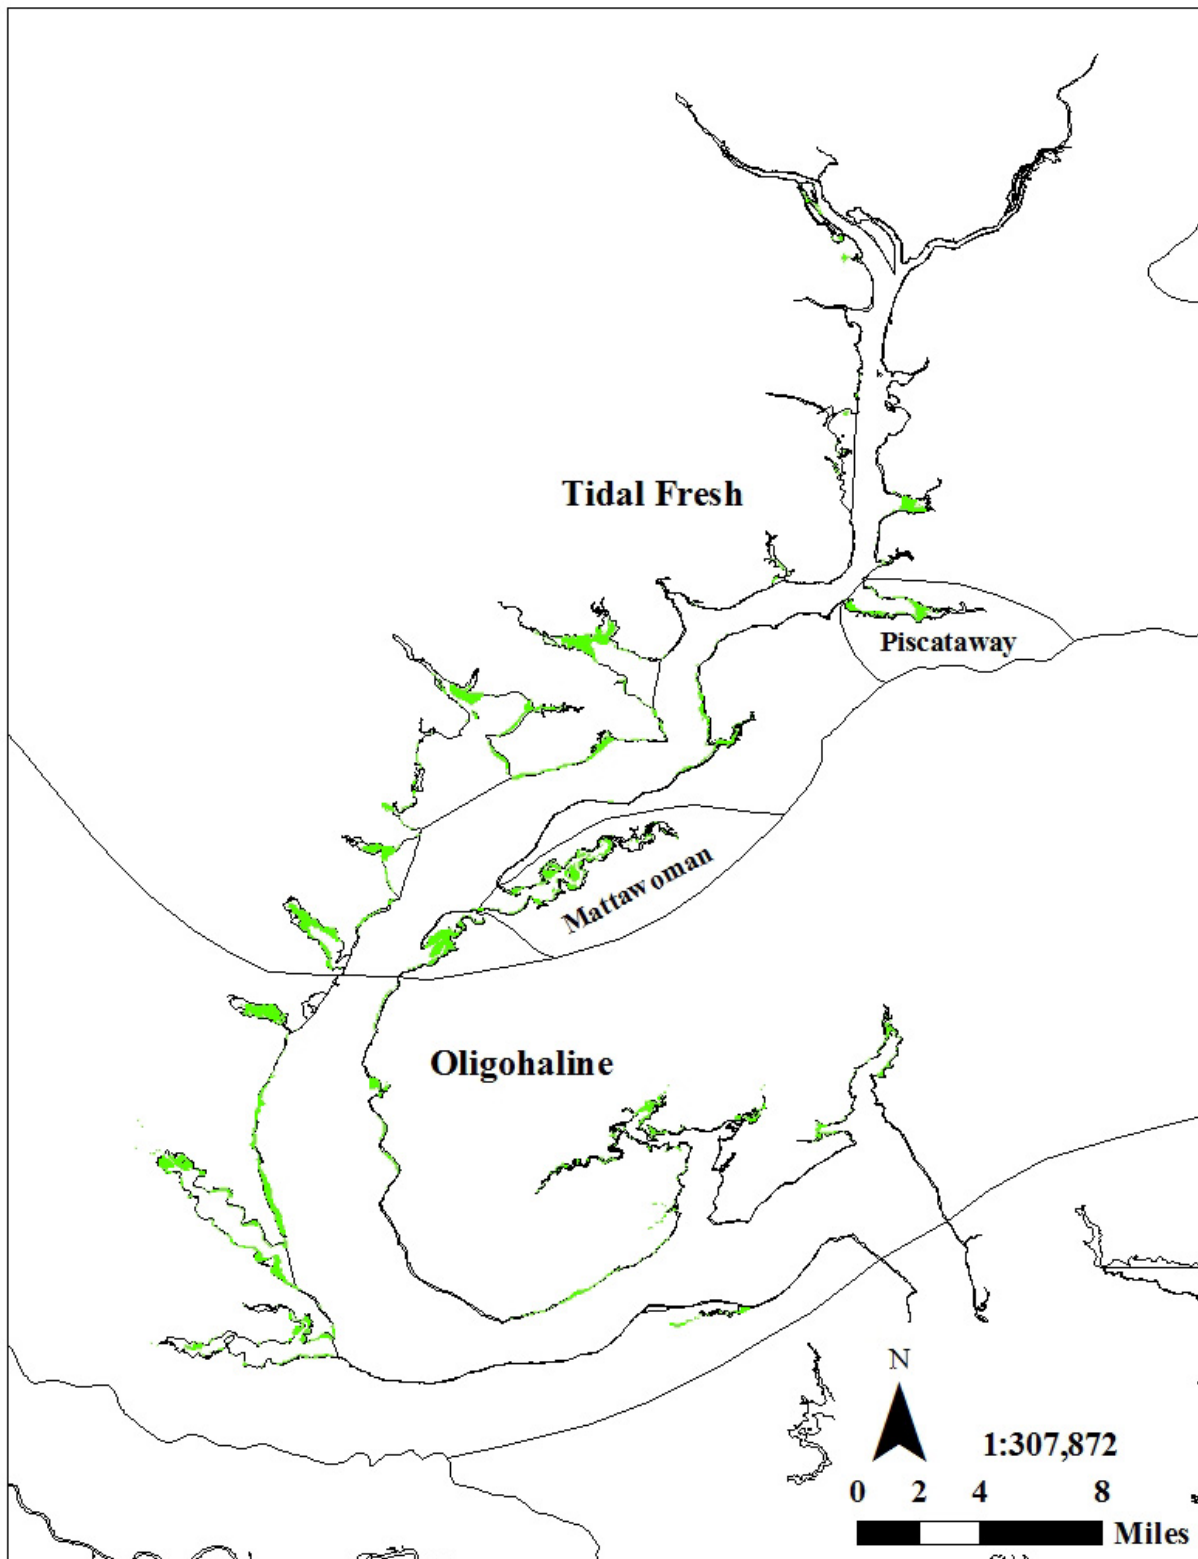 Tidal Fresh
Piscataway
Mattawoman
Oligohaline
N
1:307,872
0 2 4 8
Miles